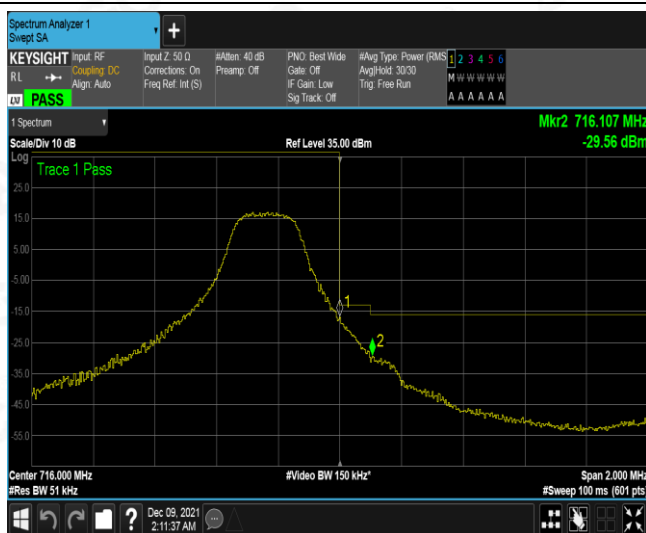 Spectrum Analyzer 1
Swept SA
+
KEYSIGHT Input: RF Input Z: 50 Ω #Atten: 40 dB PNO: Best Wide #Avg Type: Power (RMS 1 2 3 4 5 6
RL Coupling: DC Corrections: On Preamp: Off Gate: Off Avg|Hold: 30/30 M W W W W W
Align: Auto Freq Ref: Int (S) IF Gain: Low Trig: Free Run
LXI PASS Sig Track: Off A A A A A A
1 Spectrum Mkr2 716.107 MHz
Scale/Div 10 dB Ref Level 35.00 dBm -29.56 dBm
Log
Trace 1 Pass
25.0
15.0
5.00
-5.00
-15.0
1
-25.0
2
-35.0
-45.0
-55.0
Center 716.000 MHz #Video BW 150 kHz* Span 2.000 MHz
#Res BW 51 kHz #Sweep 100 ms (601 pts)
? Dec 09, 2021
2:11:37 AM